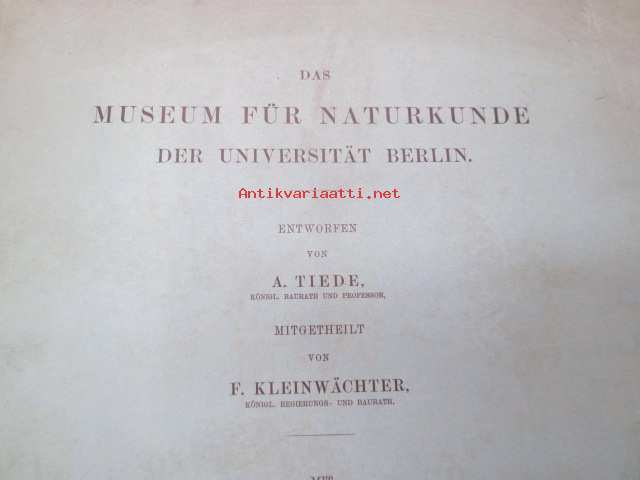 DAS
MUSEUM FÜR NATURKUNDE
DER UNIVERSITÄT BERLIN.
Antikvariaatti.net
ENTWORFEN
VON
A. TIEDE,
KÖNIGL. BAURATH UND PROFESSOR,
MITGETHEILT
VON
F. KLEINWÄCHTER,
KÖNIGL. REGIERUNGS- UND BAURATH.